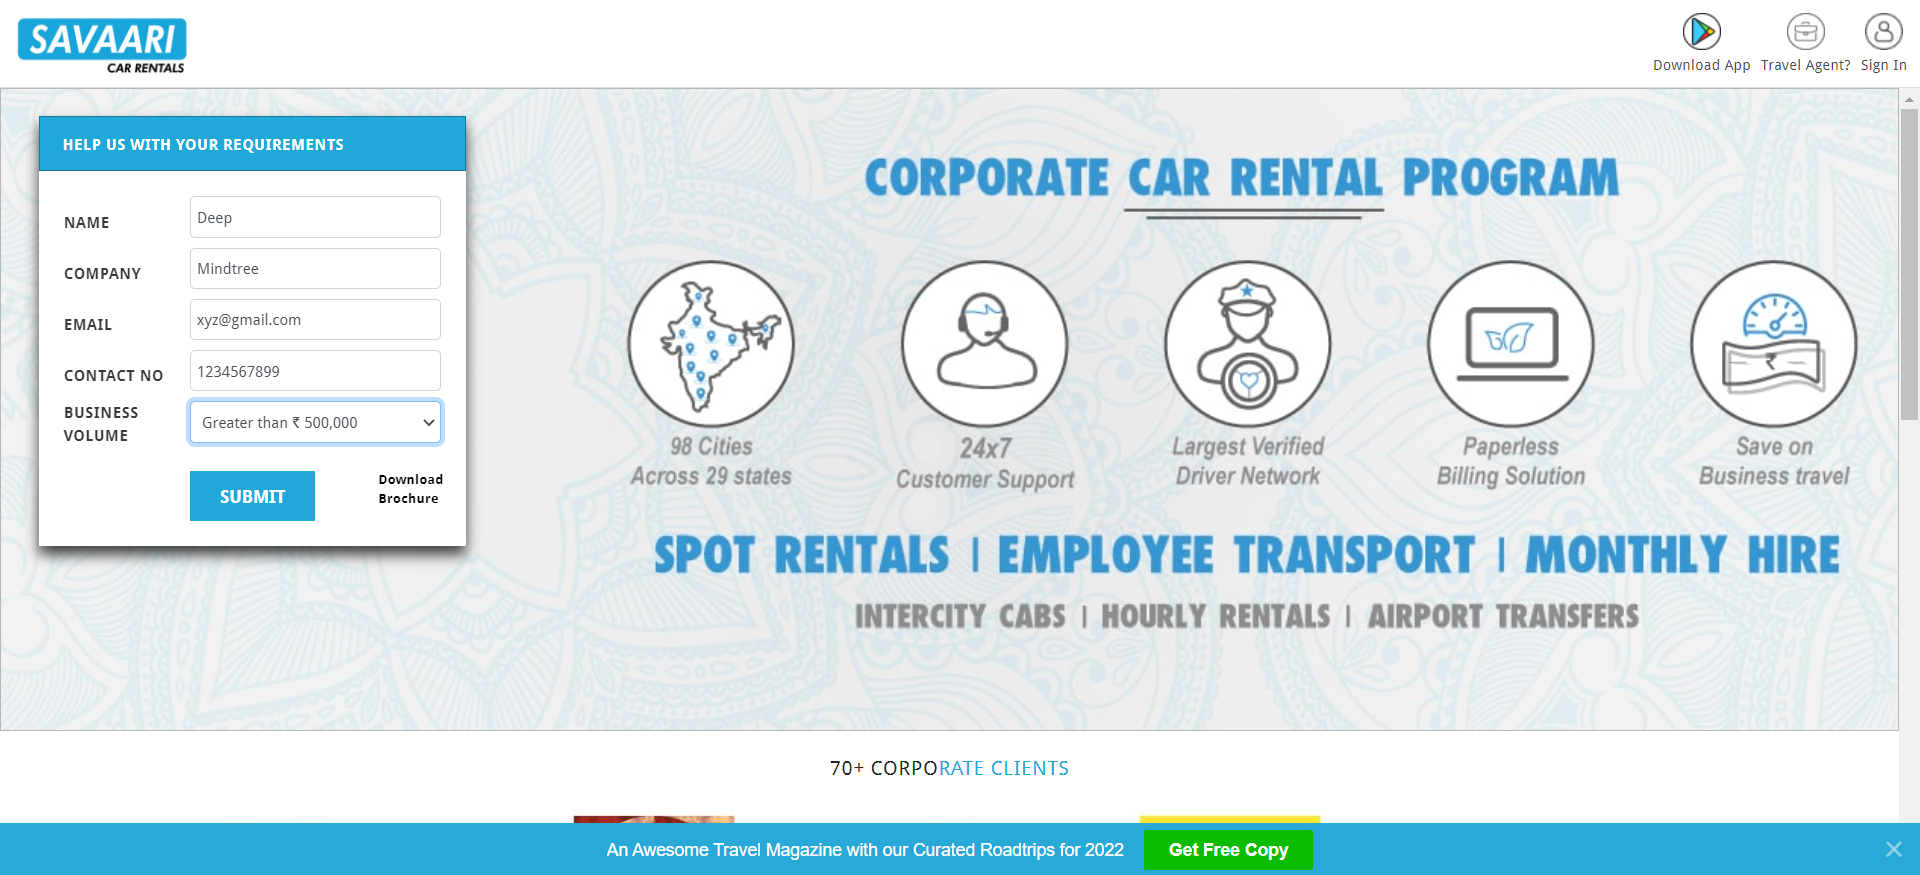 SAVAARI
CAR RENTALS
Download App
Travel Agent?
Sign In
HELP US WITH YOUR REQUIREMENTS
NAME
Deep
COMPANY
Mindtree
EMAIL
xyz@gmail.com
CONTACT NO
1234567899
BUSINESS
VOLUME
Greater than ₹ 500,000
SUBMIT
Download
Brochure
CORPORATE CAR RENTAL PROGRAM
98 Cities
Across 29 states
24x7
Customer Support
Largest Verified
Driver Network
Paperless
Billing Solution
₹
Save on
Business travel
SPOT RENTALS | EMPLOYEE TRANSPORT | MONTHLY HIRE
INTERCITY CABS | HOURLY RENTALS | AIRPORT TRANSFERS
70+ CORPORATE CLIENTS
An Awesome Travel Magazine with our Curated Roadtrips for 2022
Get Free Copy